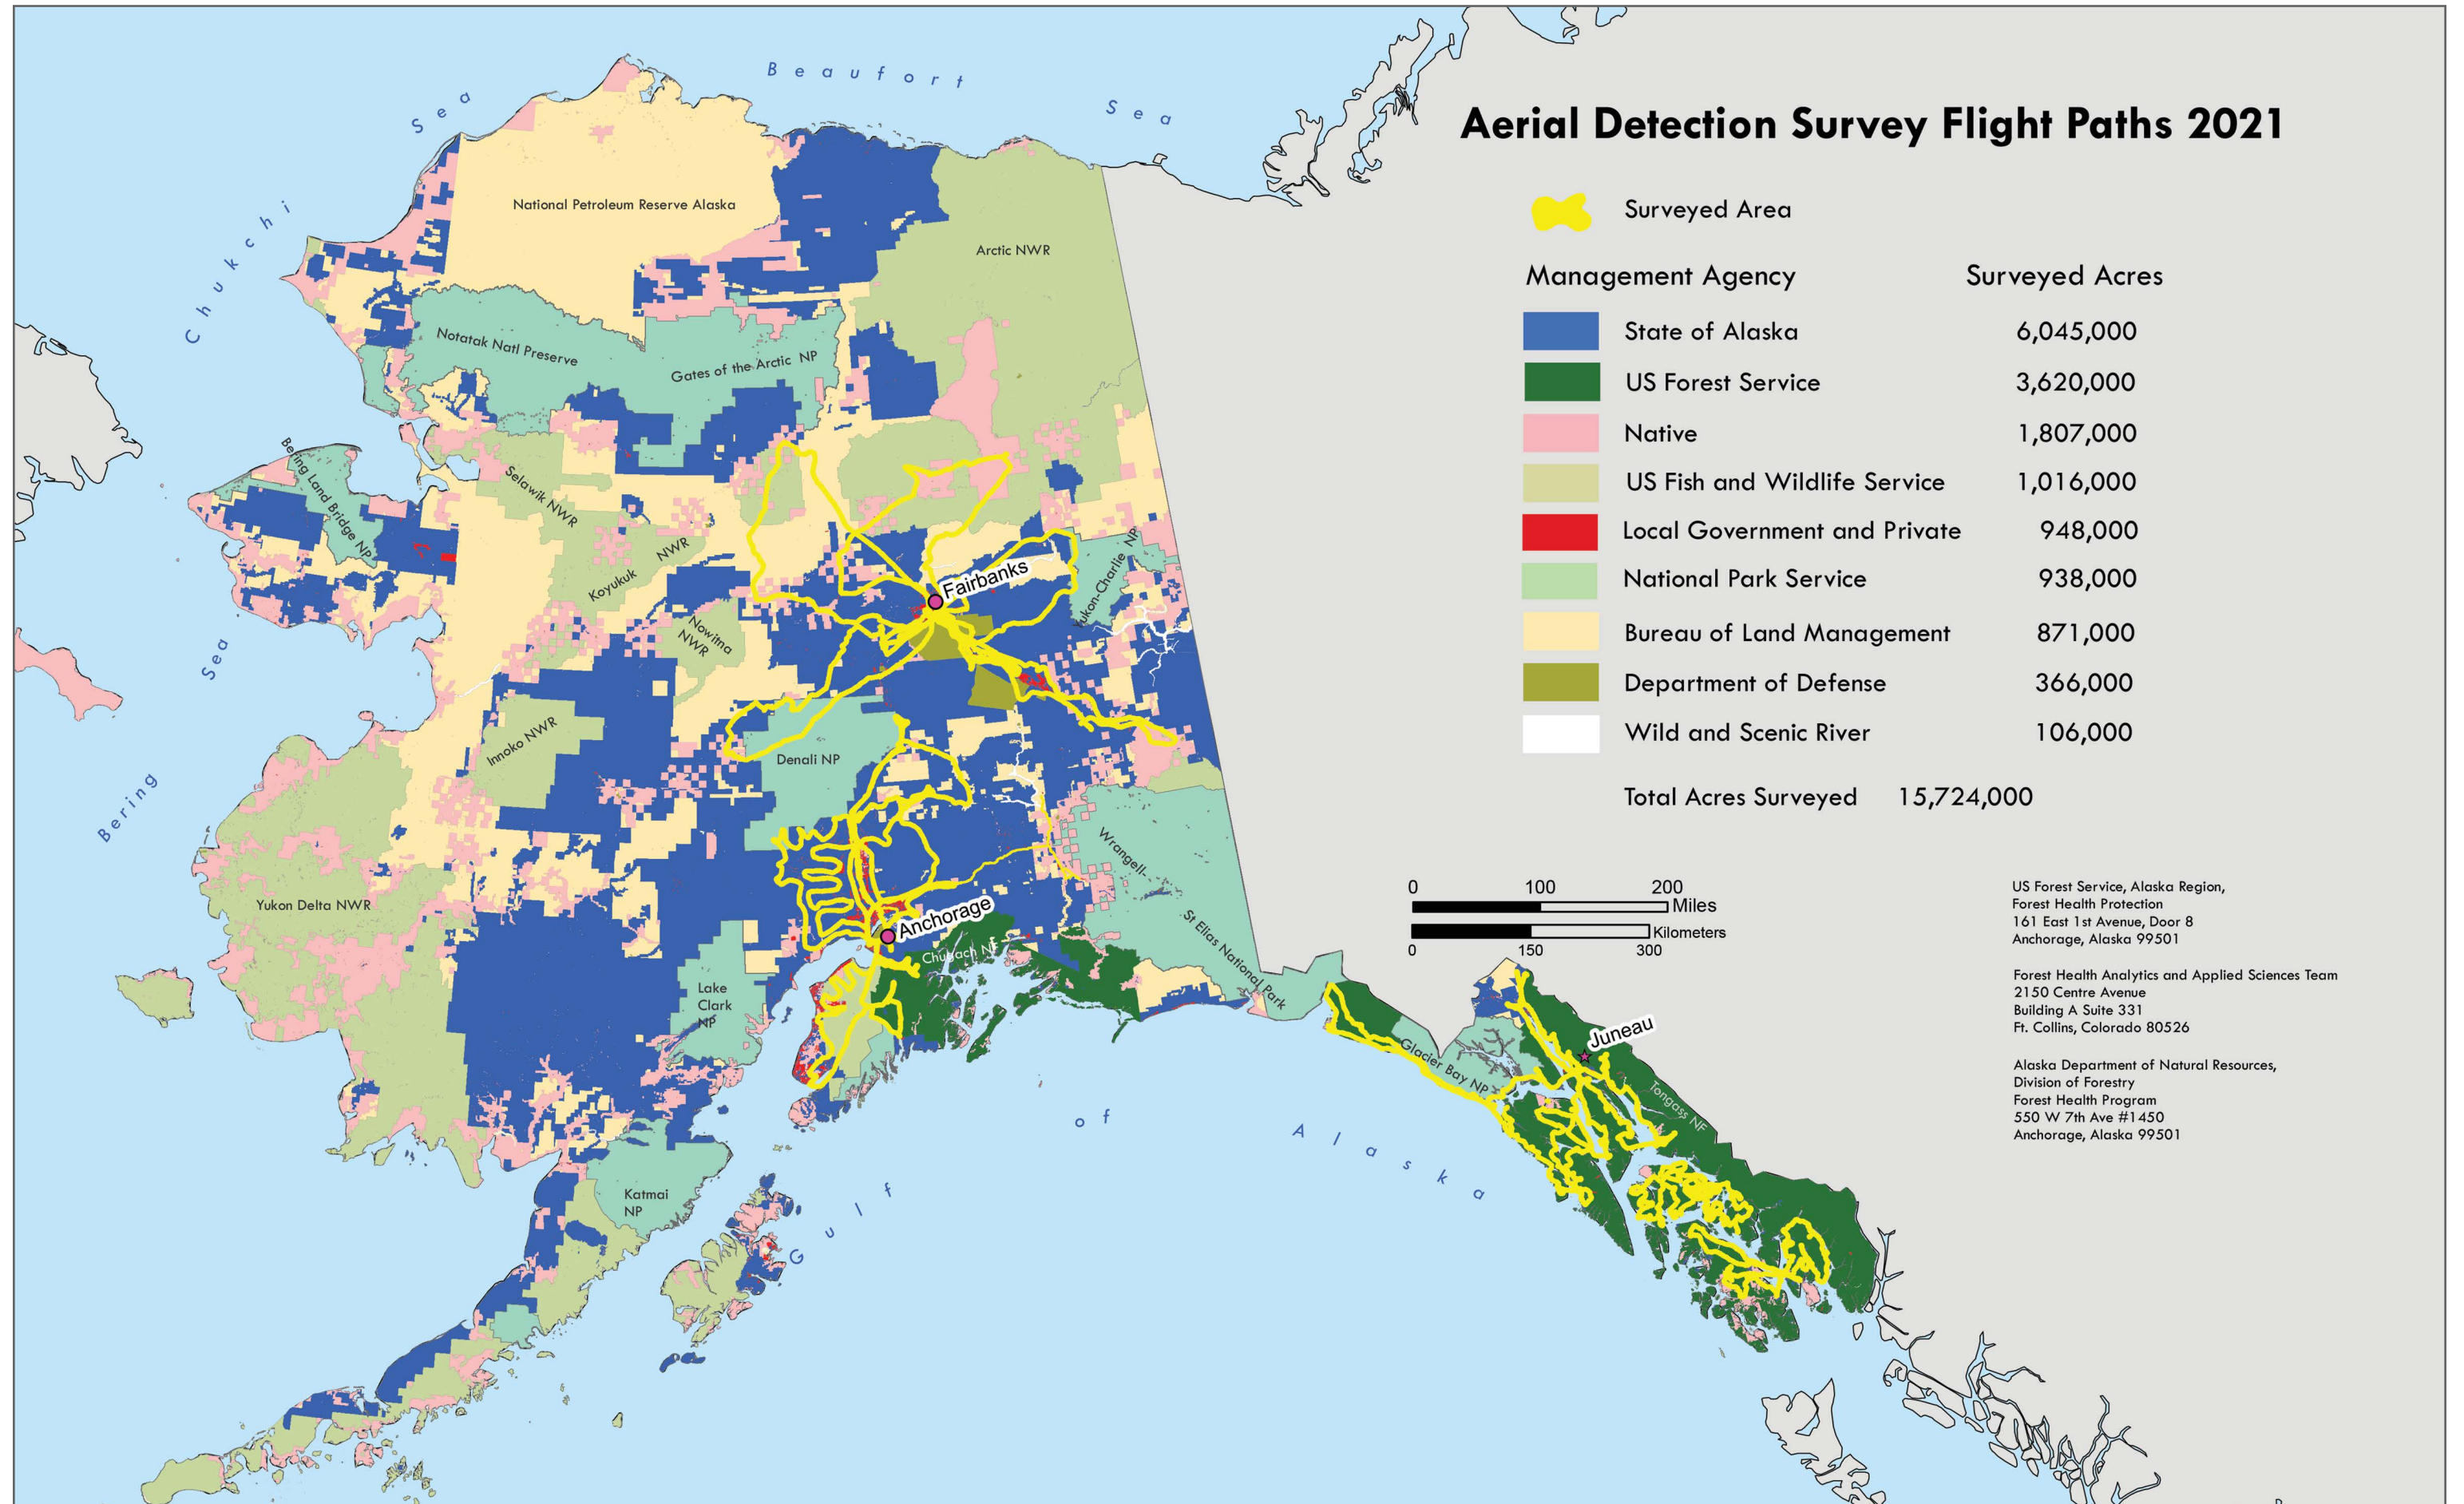 Aerial Detection Survey Flight Paths 2021
Surveyed Area
Management Agency Surveyed Acres
State of Alaska 6,045,000
US Forest Service 3,620,000
Native 1,807,000
US Fish and Wildlife Service 1,016,000
Local Government and Private 948,000
National Park Service 938,000
Bureau of Land Management 871,000
Department of Defense 366,000
Wild and Scenic River 106,000
Total Acres Surveyed 15,724,000
0 100 200
Miles
Kilometers
0 150 300
US Forest Service, Alaska Region,
Forest Health Protection
161 East 1st Avenue, Door 8
Anchorage, Alaska 99501
Forest Health Analytics and Applied Sciences Team
2150 Centre Avenue
Building A Suite 331
Ft. Collins, Colorado 80526
Alaska Department of Natural Resources,
Division of Forestry
Forest Health Program
550 W 7th Ave #1450
Anchorage, Alaska 99501
Beaufort Sea
Chukchi Sea
Bering Sea
Gulf of Alaska
National Petroleum Reserve Alaska
Arctic NWR
Notatak Natl Preserve
Gates of the Arctic NP
Bering Land Bridge NP
Selawik NWR
Koyukuk NWR
Nowitna
NWR
Fairbanks
Yukon-Charlie NP
Innoko NWR
Denali NP
Wrangell-
St Elias National Park
Yukon Delta NWR
Anchorage
Chugach NF
Lake
Clark
NP
Katmai
NP
Glacier Bay NP
Juneau
Tongass NF